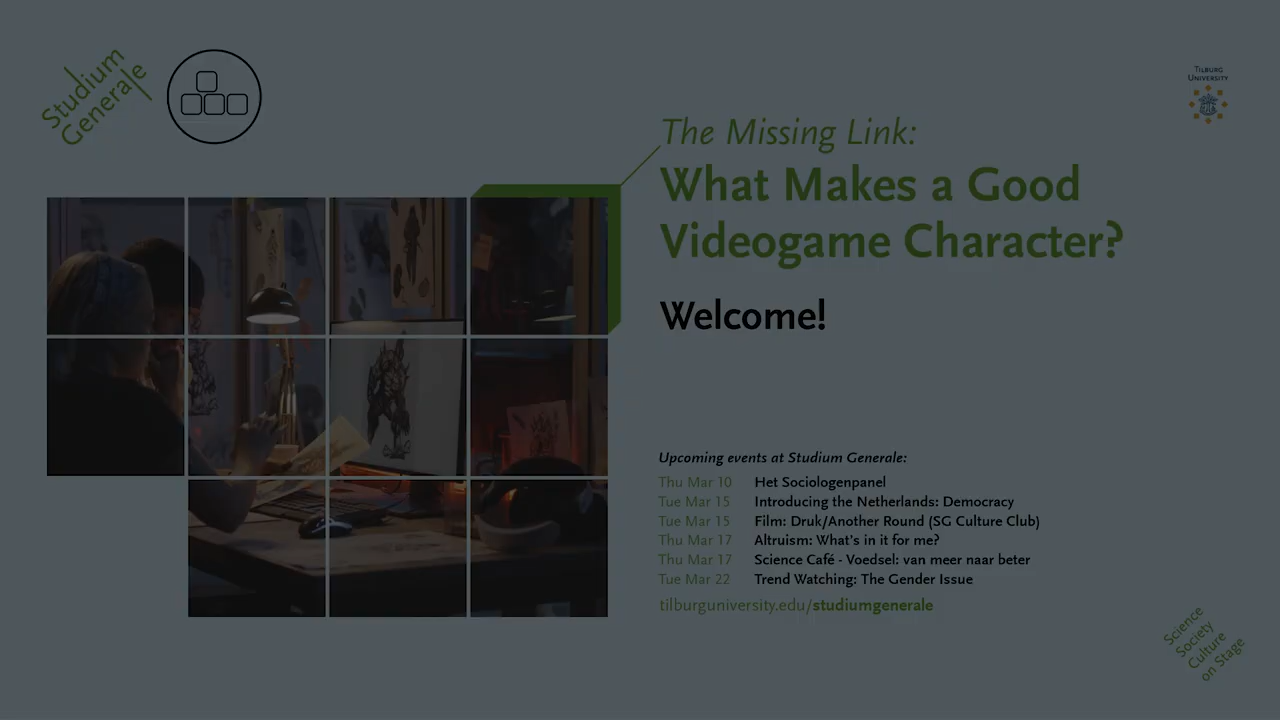 Studium
Generale
TILBURG
UNIVERSITY
The Missing Link:
What Makes a Good
Videogame Character?
Welcome!
Upcoming events at Studium Generale:
Thu Mar 10 Het Sociologenpanel
Tue Mar 15 Introducing the Netherlands: Democracy
Tue Mar 15 Film: Druk/Another Round (SG Culture Club)
Thu Mar 17 Altruism: What's in it for me?
Thu Mar 17 Science Café - Voedsel: van meer naar beter
Tue Mar 22 Trend Watching: The Gender Issue
tilburguniversity.edu/studiumgenerale
Science
Society
Culture
on Stage